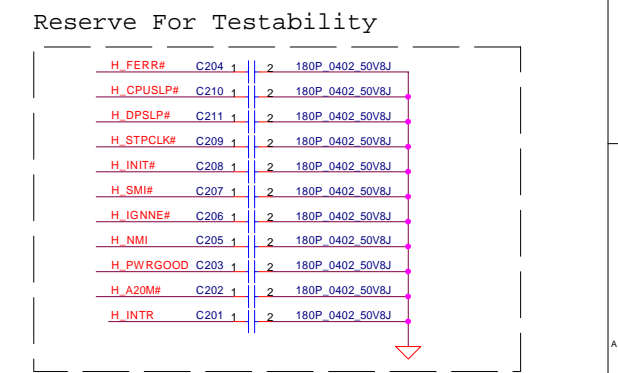 Reserve For Testability
H_FERR# C204 1 2 180P_0402_50V8J
H_CPUSLP# C210 1 2 180P_0402_50V8J
H_DPSLP# C211 1 2 180P_0402_50V8J
H_STPCLK# C209 1 2 180P_0402_50V8J
H_INIT# C208 1 2 180P_0402_50V8J
H_SMI# C207 1 2 180P_0402_50V8J
H_IGNNE# C206 1 2 180P_0402_50V8J
H_NMI C205 1 2 180P_0402_50V8J
H_PWRGOOD C203 1 2 180P_0402_50V8J
H_A20M# C202 1 2 180P_0402_50V8J
H_INTR C201 1 2 180P_0402_50V8J
A